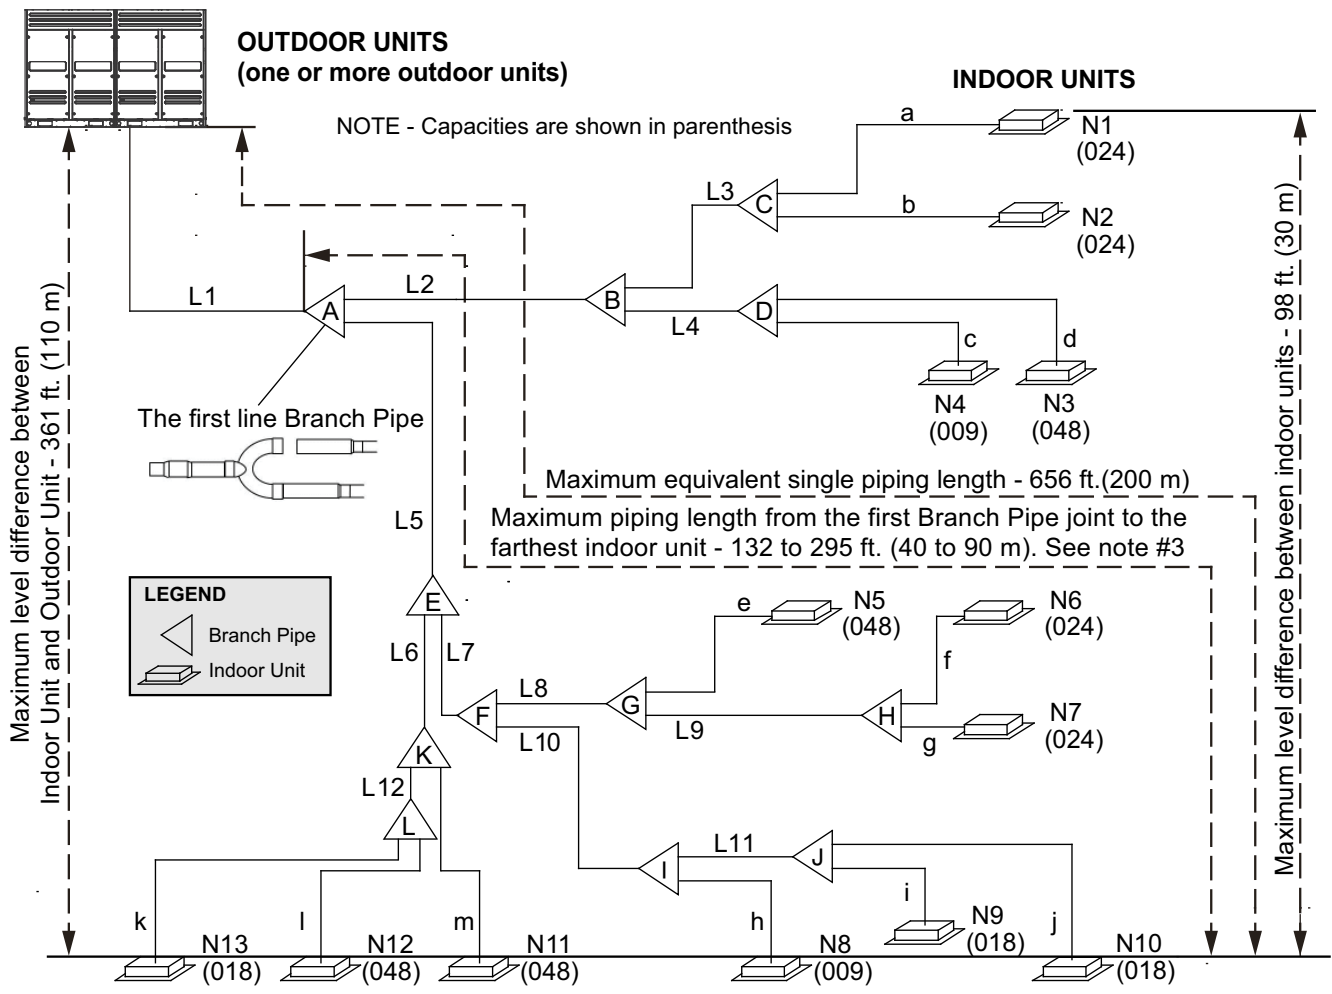 OUTDOOR UNITS
(one or more outdoor units)
INDOOR UNITS
NOTE - Capacities are shown in parenthesis
a
N1
(024)
L3
C
b
N2
(024)
L1
A
L2
B
L4
D
c
d
N4
(009)
N3
(048)
The first line Branch Pipe
Maximum equivalent single piping length - 656 ft.(200 m)
Maximum piping length from the first Branch Pipe joint to the
farthest indoor unit - 132 to 295 ft. (40 to 90 m). See note #3
L5
LEGEND
Branch Pipe
Indoor Unit
E
L6
L7
e
N5
(048)
N6
(024)
f
L8
G
F
L10
L9
H
g
N7
(024)
K
L12
L
L11
J
I
i
k
l
m
h
j
N13
(018)
N12
(048)
N11
(048)
N8
(009)
N9
(018)
N10
(018)
Maximum level difference between
Indoor Unit and Outdoor Unit - 361 ft. (110 m)
Maximum level difference between indoor units - 98 ft. (30 m)